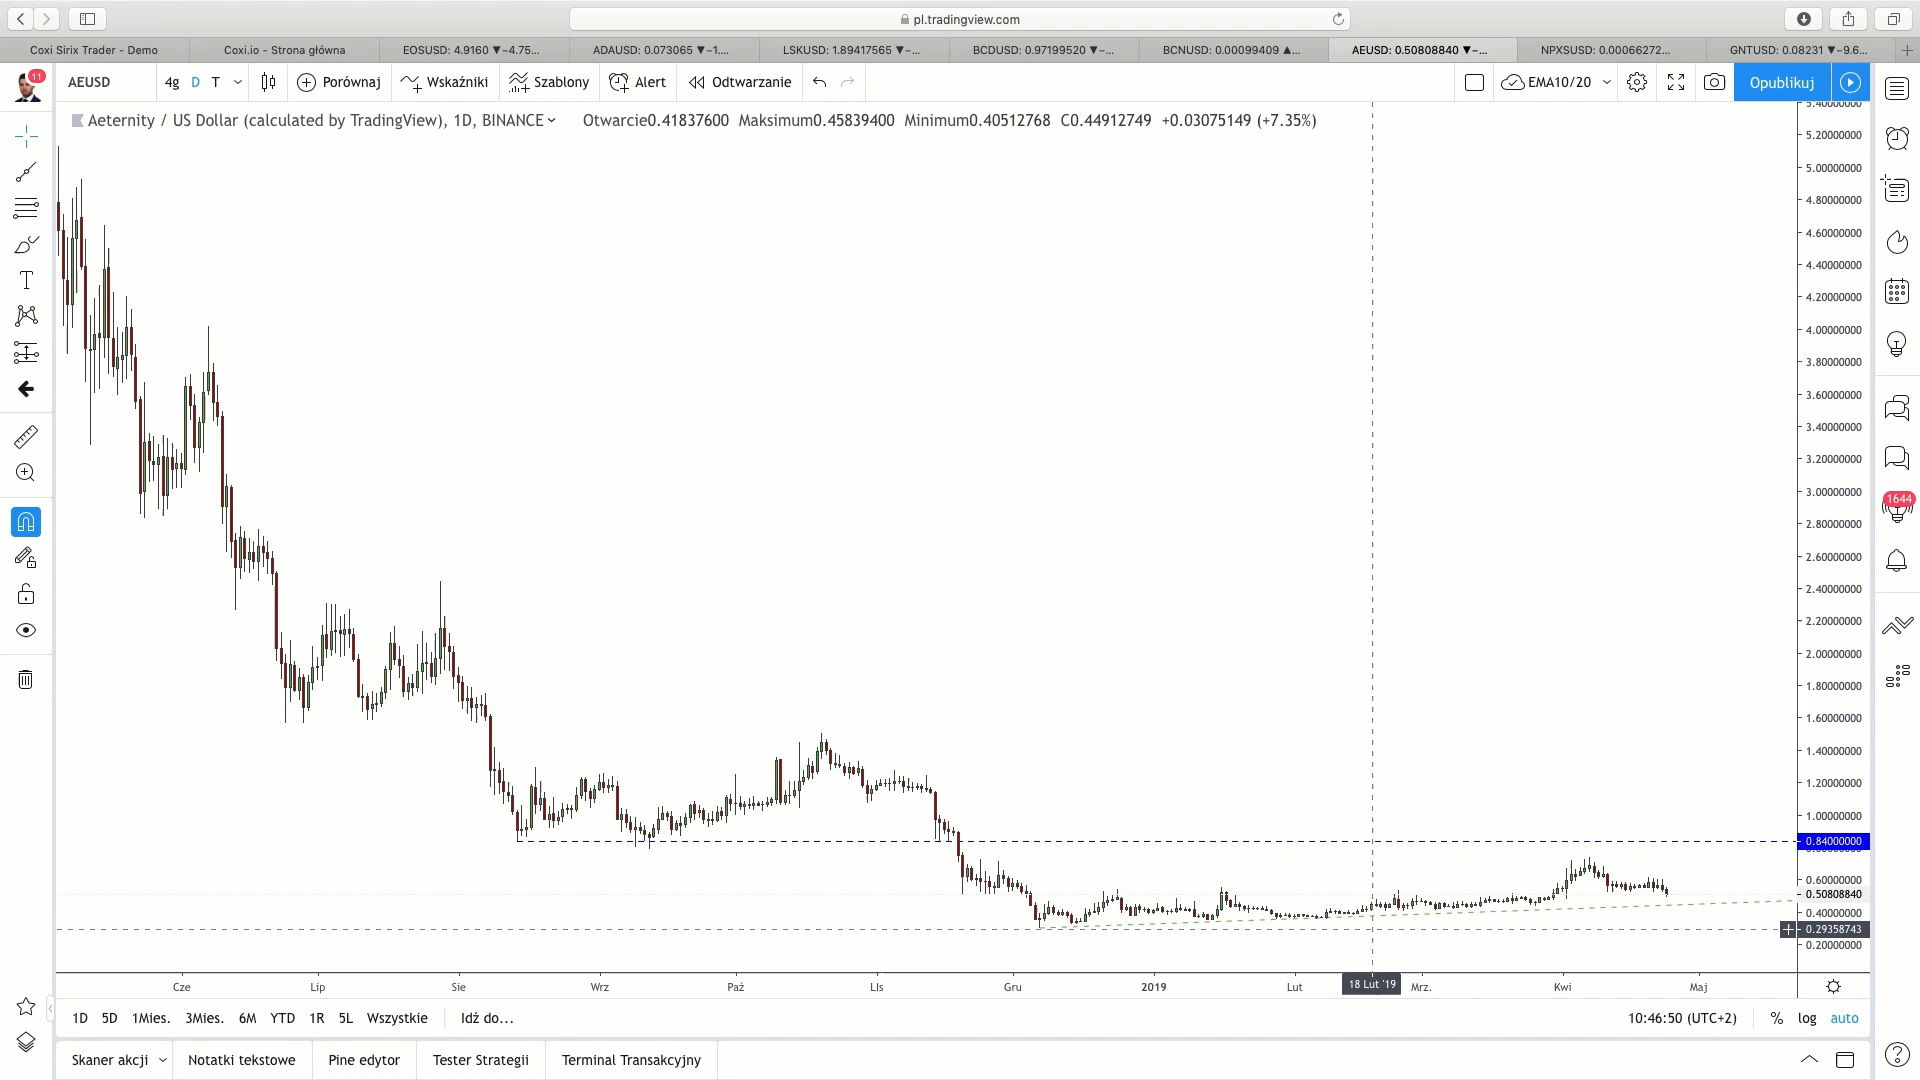 pl.tradingview.com
Coxi Sirix Trader - Demo
Coxi.io - Strona główna
EOSUSD: 4.9160 ▼−4.75...
ADAUSD: 0.073065 ▼−1....
LSKUSD: 1.89417565 ▼−...
BCDUSD: 0.97199520 ▼−...
BCNUSD: 0.00099409 ▲...
AEUSD: 0.50808840 ▼−...
NPXSUSD: 0.00066272...
GNTUSD: 0.08231 ▼−9.6...
11
AEUSD
4g
D
T
Porównaj
Wskaźniki
Szablony
Alert
Odtwarzanie
EMA10/20
Opublikuj
Aeternity / US Dollar (calculated by TradingView), 1D, BINANCE
Otwarcie0.41837600 Maksimum0.45839400 Minimum0.40512768 C0.44912749 +0.03075149 (+7.35%)
5.40000000
5.20000000
5.00000000
4.80000000
4.60000000
4.40000000
4.20000000
4.00000000
3.80000000
3.60000000
3.40000000
3.20000000
3.00000000
2.80000000
2.60000000
2.40000000
2.20000000
2.00000000
1.80000000
1.60000000
1.40000000
1.20000000
1.00000000
0.84000000
0.80000000
0.60000000
0.50808840
0.40000000
0.29358743
0.20000000
1644
Cze
Lip
Sie
Wrz
Paź
LIs
Gru
2019
Lut
18 Lut '19
Mrz.
Kwi
Maj
1D 5D 1Mies. 3Mies. 6M YTD 1R 5L Wszystkie Idź do...
10:46:50 (UTC+2) % log auto
Skaner akcji
Notatki tekstowe
Pine edytor
Tester Strategii
Terminal Transakcyjny